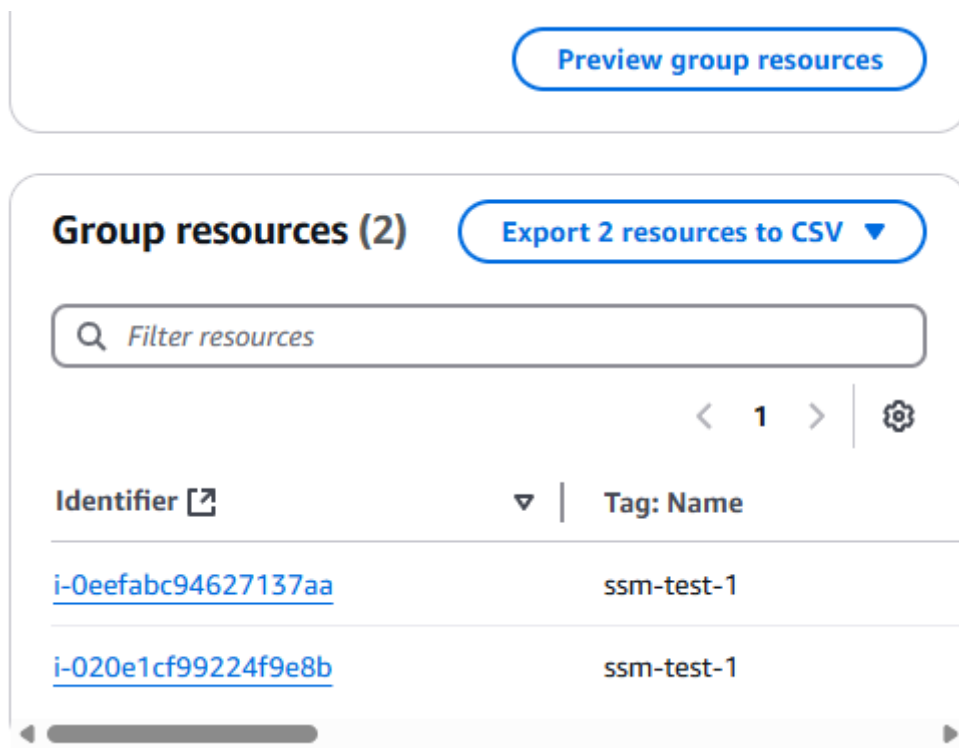 Preview group resources
Group resources (2)
Export 2 resources to CSV
Filter resources
1
Identifier
Tag: Name
i-0eefabc94627137aa
ssm-test-1
i-020e1cf99224f9e8b
ssm-test-1